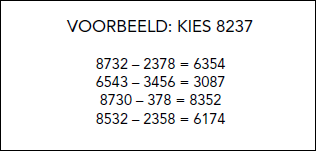 VOORBEELD: KIES 8237
8732 – 2378 = 6354
6543 – 3456 = 3087
8730 – 378 = 8352
8532 – 2358 = 6174